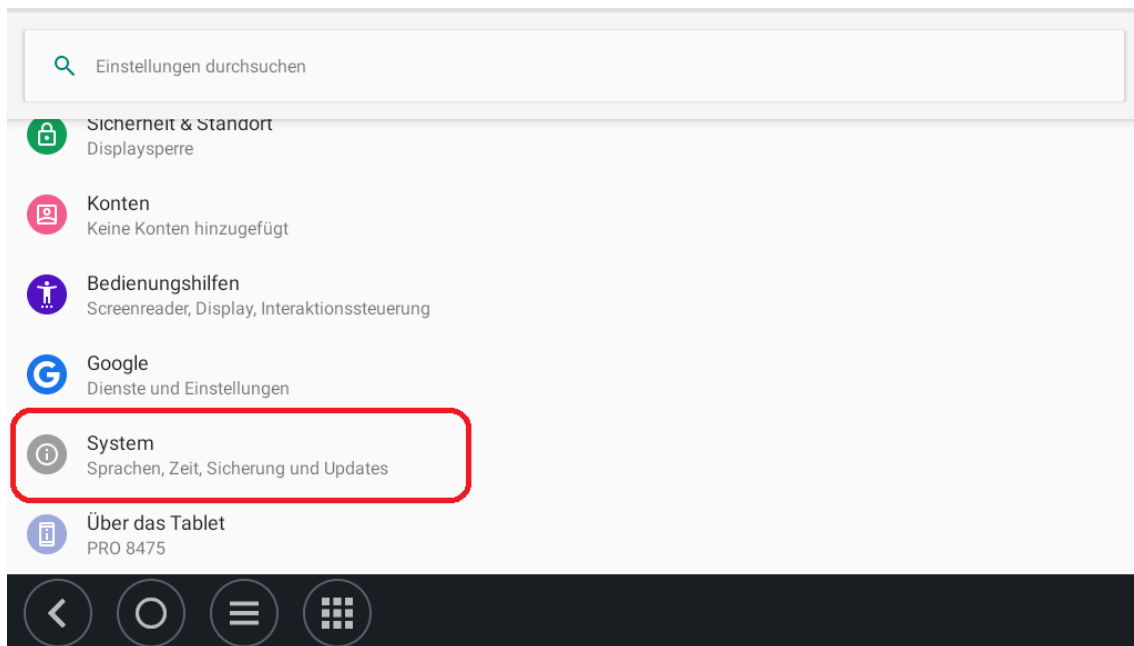 Einstellungen durchsuchen
Sicherheit & Standort
Displaysperre
Konten
Keine Konten hinzugefügt
Bedienungshilfen
Screenreader, Display, Interaktionssteuerung
Google
Dienste und Einstellungen
System
Sprachen, Zeit, Sicherung und Updates
Über das Tablet
PRO 8475